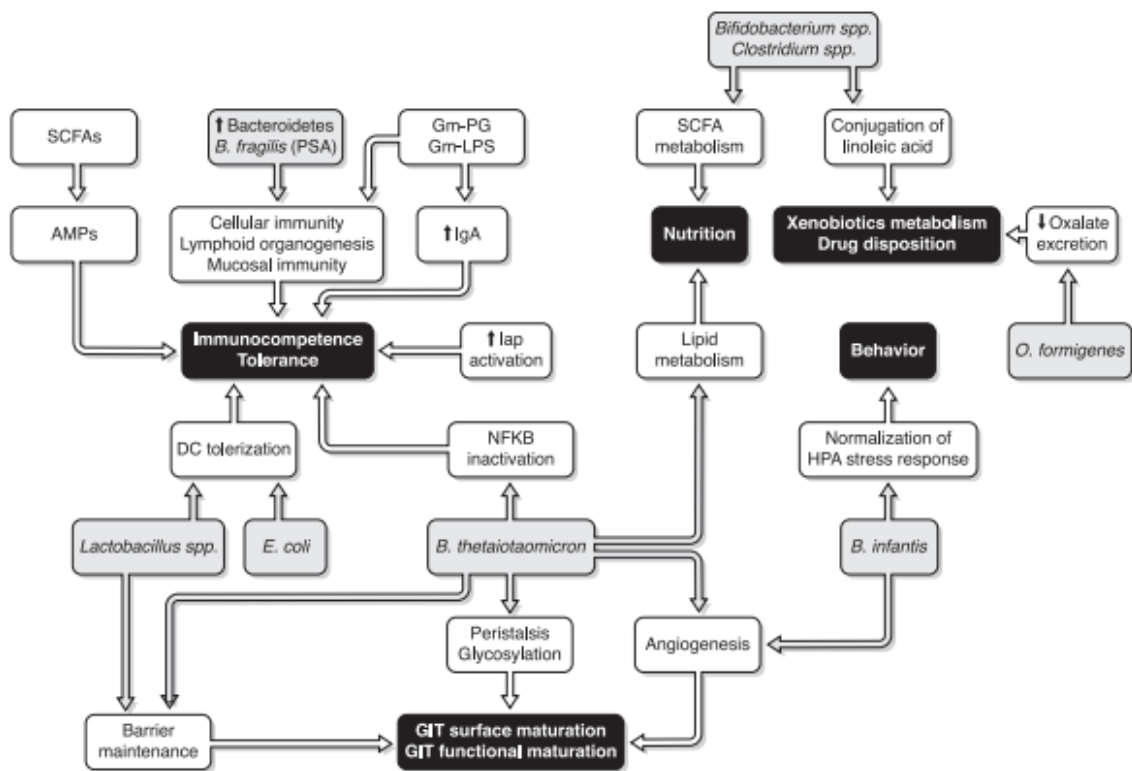 Bifidobacterium spp.
Clostridium spp.
SCFAs
↑ Bacteroidetes
B. fragilis (PSA)
Gm-PG
Gm-LPS
SCFA
metabolism
Conjugation of
linoleic acid
AMPs
Cellular immunity
Lymphoid organogenesis
Mucosal immunity
↑ IgA
Nutrition
Xenobiotics metabolism
Drug disposition
↓ Oxalate
excretion
Immunocompetence
Tolerance
↑ Iap
activation
Lipid
metabolism
Behavior
O. formigenes
DC tolerization
NFKB
inactivation
Normalization of
HPA stress response
Lactobacillus spp.
E. coli
B. thetaiotaomicron
B. infantis
Peristalsis
Glycosylation
Angiogenesis
Barrier
maintenance
GIT surface maturation
GIT functional maturation